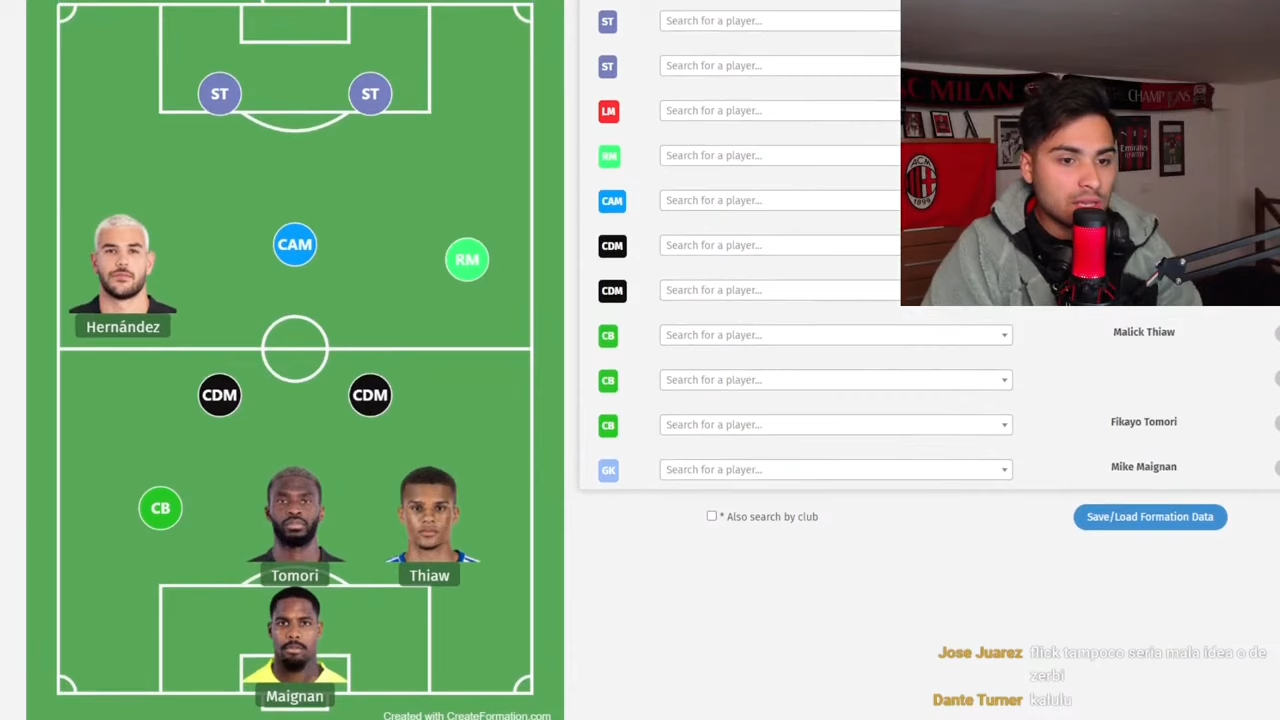 ST
ST
Hernández
CAM
RM
CDM
CDM
CB
Tomori
Thiaw
Maignan
Created with CreateFormation.com
ST Search for a player...
ST Search for a player...
LM Search for a player...
RM Search for a player...
CAM Search for a player...
CDM Search for a player...
CDM Search for a player...
CB Search for a player... Malick Thiaw
CB Search for a player...
CB Search for a player... Fikayo Tomori
GK Search for a player... Mike Maignan
* Also search by club
Save/Load Formation Data
C MILAN
CHAMPIONS
Emirates
ACM
1899
Jose Juarez flick tampoco seria mala idea o de
zerbi
Dante Turner kalulu